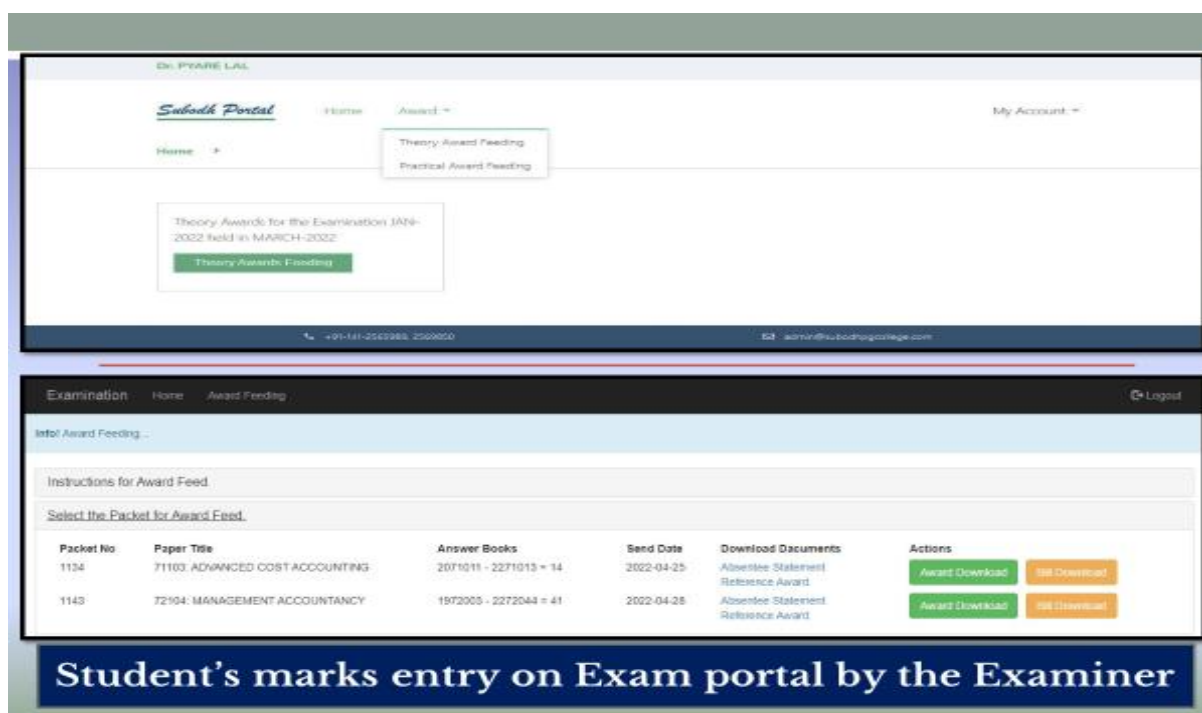 Dr. PYARE LAL
Subodh Portal Home Award My Account
Theory Award Feeding
Home
Practical Award Feeding
Theory Awards for the Examination JAN-
2022 held in MARCH-2022
Theory Awards Feeding
admin@subodhpgcollege.com
Examination Home Award Feeding Logout
Info! Award Feeding...
Instructions for Award Feed.
Select the Packet for Award Feed.
Packet No Paper Title Answer Books Send Date Download Documents Actions
1134 71103: ADVANCED COST ACCOUNTING 2071011 - 2271013 = 14 2022-04-25 Absentee Statement Award Download Bill Download
Reference Award
1143 72104: MANAGEMENT ACCOUNTANCY 1972003 - 2272044 = 41 2022-04-28 Absentee Statement Award Download Bill Download
Reference Award
Student's marks entry on Exam portal by the Examiner